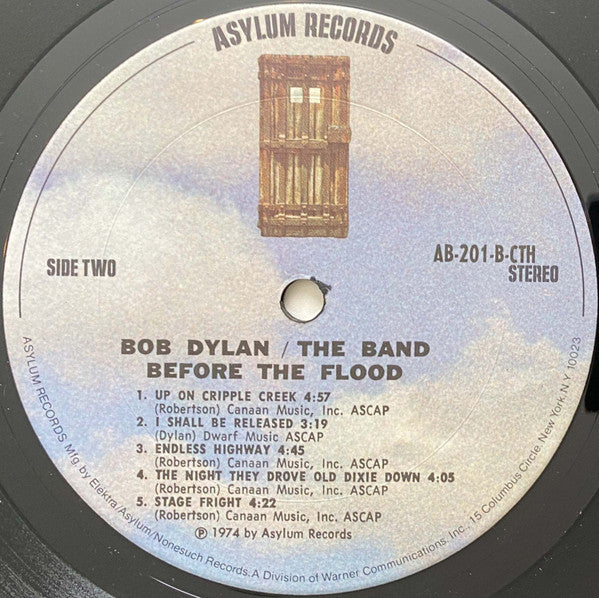 ASYLUM RECORDS
SIDE TWO
AB-201-B-CTH
STEREO
BOB DYLAN / THE BAND
BEFORE THE FLOOD
1. UP ON CRIPPLE CREEK 4:57
(Robertson) Canaan Music, Inc. ASCAP
2. I SHALL BE RELEASED 3:19
(Dylan) Dwarf Music ASCAP
3. ENDLESS HIGHWAY 4:45
(Robertson) Canaan Music, Inc. ASCAP
4. THE NIGHT THEY DROVE OLD DIXIE DOWN 4:05
(Robertson) Canaan Music, Inc. ASCAP
5. STAGE FRIGHT 4:22
(Robertson) Canaan Music, Inc. ASCAP
℗ 1974 by Asylum Records
ASYLUM RECORDS. Mfg. by Elektra/Asylum/Nonesuch Records. A Division of Warner Communications, Inc. 15 Columbus Circle, New York, N.Y. 10023